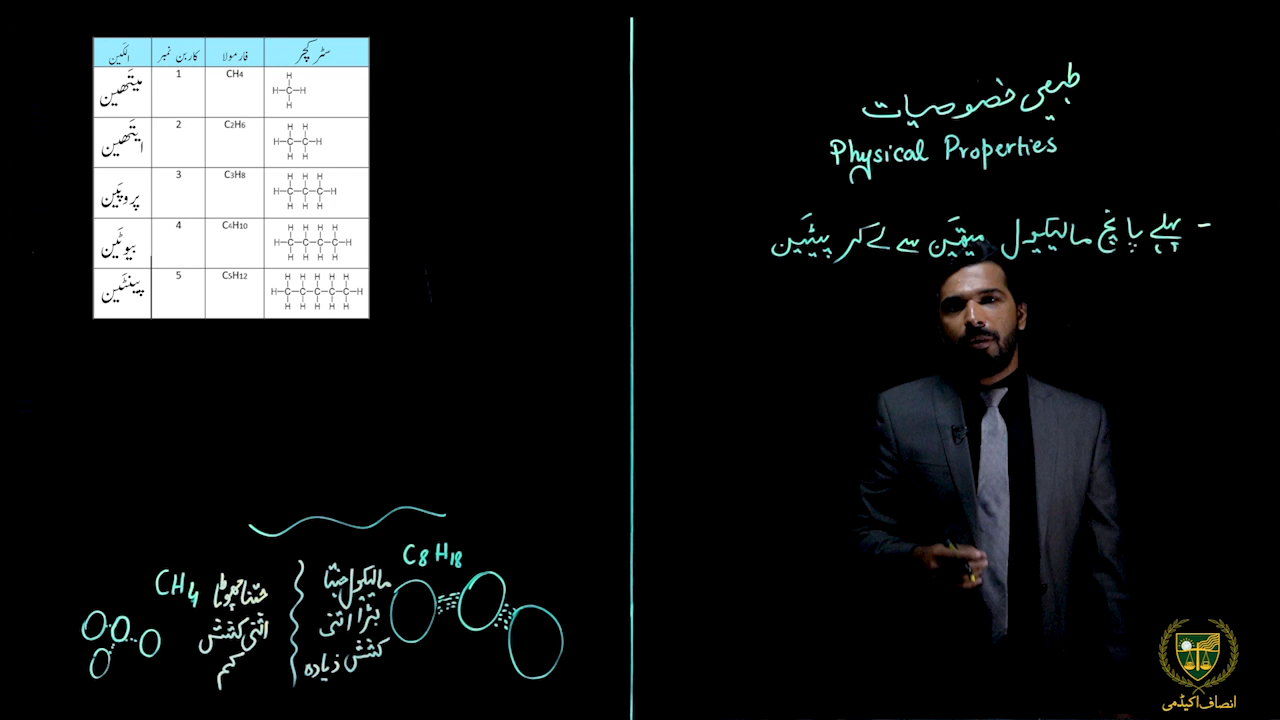 الکین کاربن نمبر فارمولا سٹرکچر
میتھین 1 CH4
H
H-C-H
H
ایتھین 2 C2H6
H H
H-C-C-H
H H
پروپین 3 C3H8
H H H
H-C-C-C-H
H H H
بیوٹین 4 C4H10
H H H H
H-C-C-C-C-H
H H H H
پینٹین 5 C5H12
H H H H H
H-C-C-C-C-C-H
H H H H H
طبعی خصوصیات
Physical Properties
- پہلے پانچ مالیکیول میتھین سے لے کر پینٹین
C8H18
مالیکیول جتنا
بڑا اتنی
کشش زیادہ
CH4
جتنا چھوٹا
اتنی کشش
کم
انصاف اکیڈمی